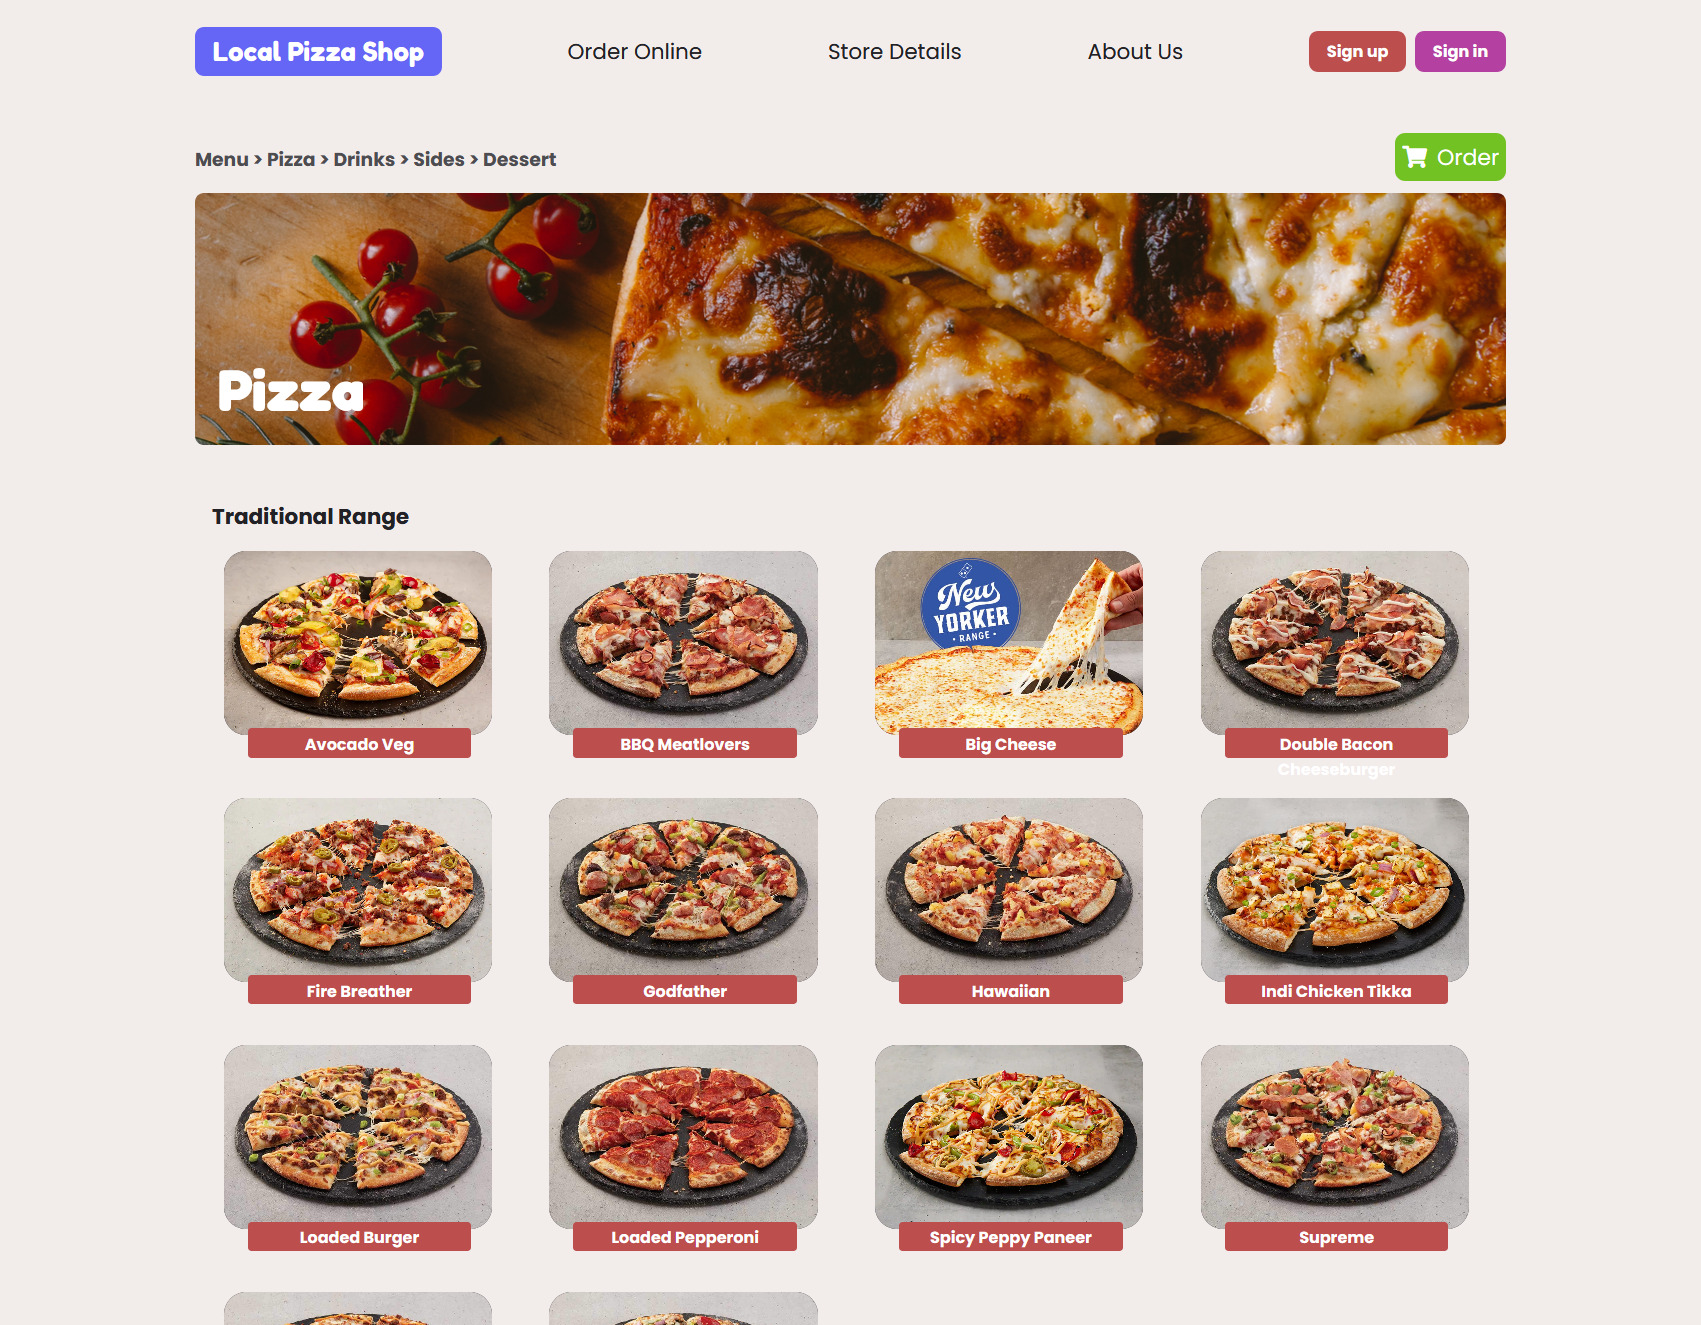 Local Pizza Shop
Order Online
Store Details
About Us
Sign up
Sign in
Menu > Pizza > Drinks > Sides > Dessert
Order
Pizza
Traditional Range
New
YORKER
• RANGE •
Avocado Veg
BBQ Meatlovers
Big Cheese
Double Bacon
Cheeseburger
Fire Breather
Godfather
Hawaiian
Indi Chicken Tikka
Loaded Burger
Loaded Pepperoni
Spicy Peppy Paneer
Supreme